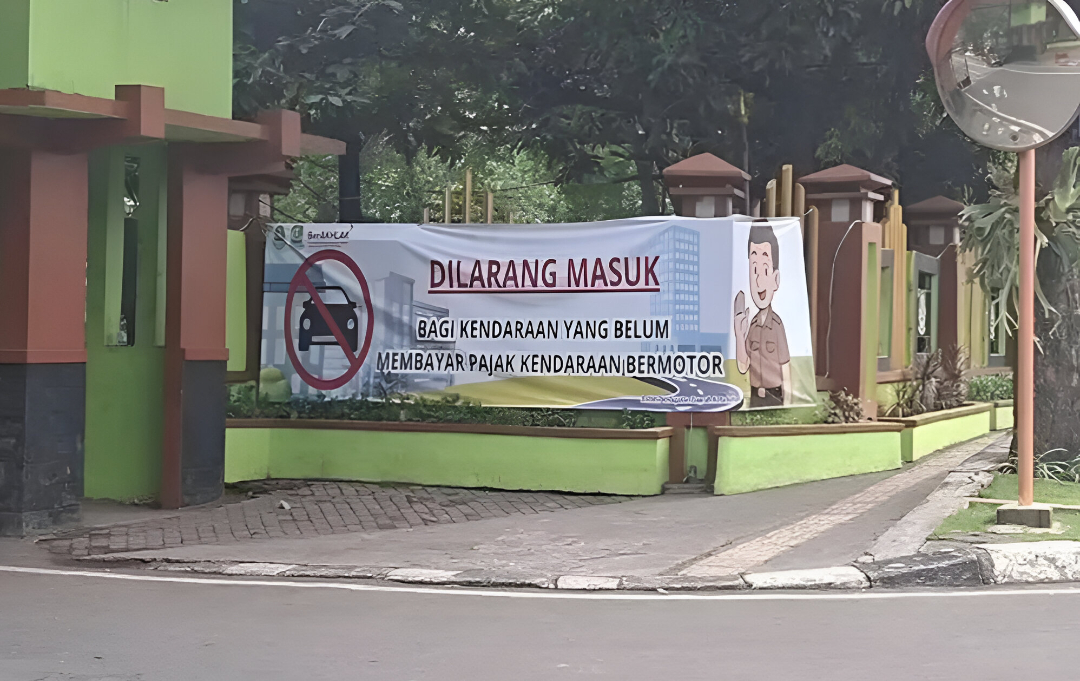 DILARANG MASUK
BAGI KENDARAAN YANG BELUM
MEMBAYAR PAJAK KENDARAAN BERMOTOR